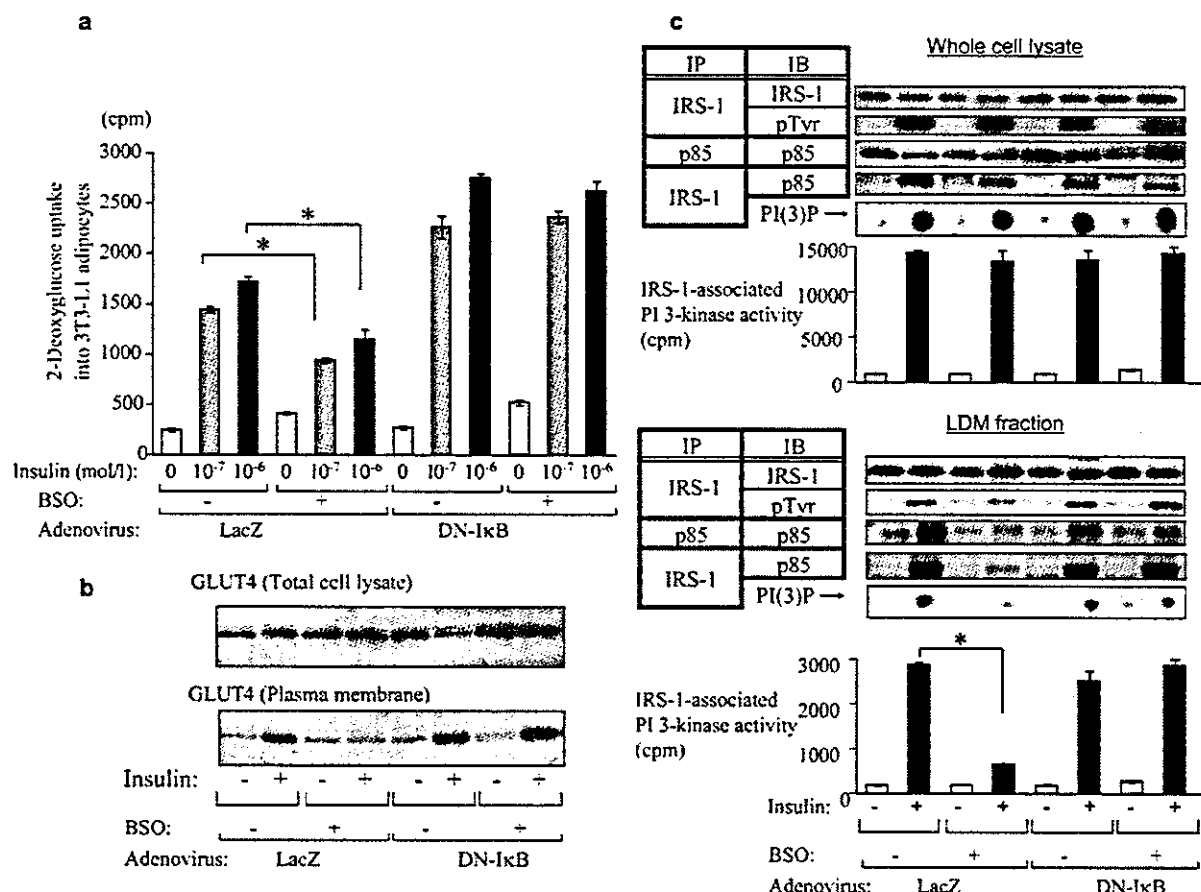 a
(cpm)
3000
2500
2000
1500
1000
500
0
2-Deoxyglucose uptake
into 3T3-L1 adipocytes
*
*
Insulin (mol/l): 0 10⁻⁷ 10⁻⁶ 0 10⁻⁷ 10⁻⁶ 0 10⁻⁷ 10⁻⁶ 0 10⁻⁷ 10⁻⁶
BSO: - + - +
Adenovirus: LacZ DN-IκB
b
GLUT4 (Total cell lysate)
GLUT4 (Plasma membrane)
Insulin: - + - + - + - +
BSO: - + - +
Adenovirus: LacZ DN-IκB
c
Whole cell lysate
IP IB
IRS-1 IRS-1
pTyr
p85 p85
IRS-1 p85
PI(3)P →
15000
10000
5000
0
IRS-1-associated
PI 3-kinase activity
(cpm)
LDM fraction
IP IB
IRS-1 IRS-1
pTyr
p85 p85
IRS-1 p85
PI(3)P →
*
3000
2000
1000
0
IRS-1-associated
PI 3-kinase activity
(cpm)
Insulin: - + - + - + - +
BSO: - + - +
Adenovirus: LacZ DN-IκB